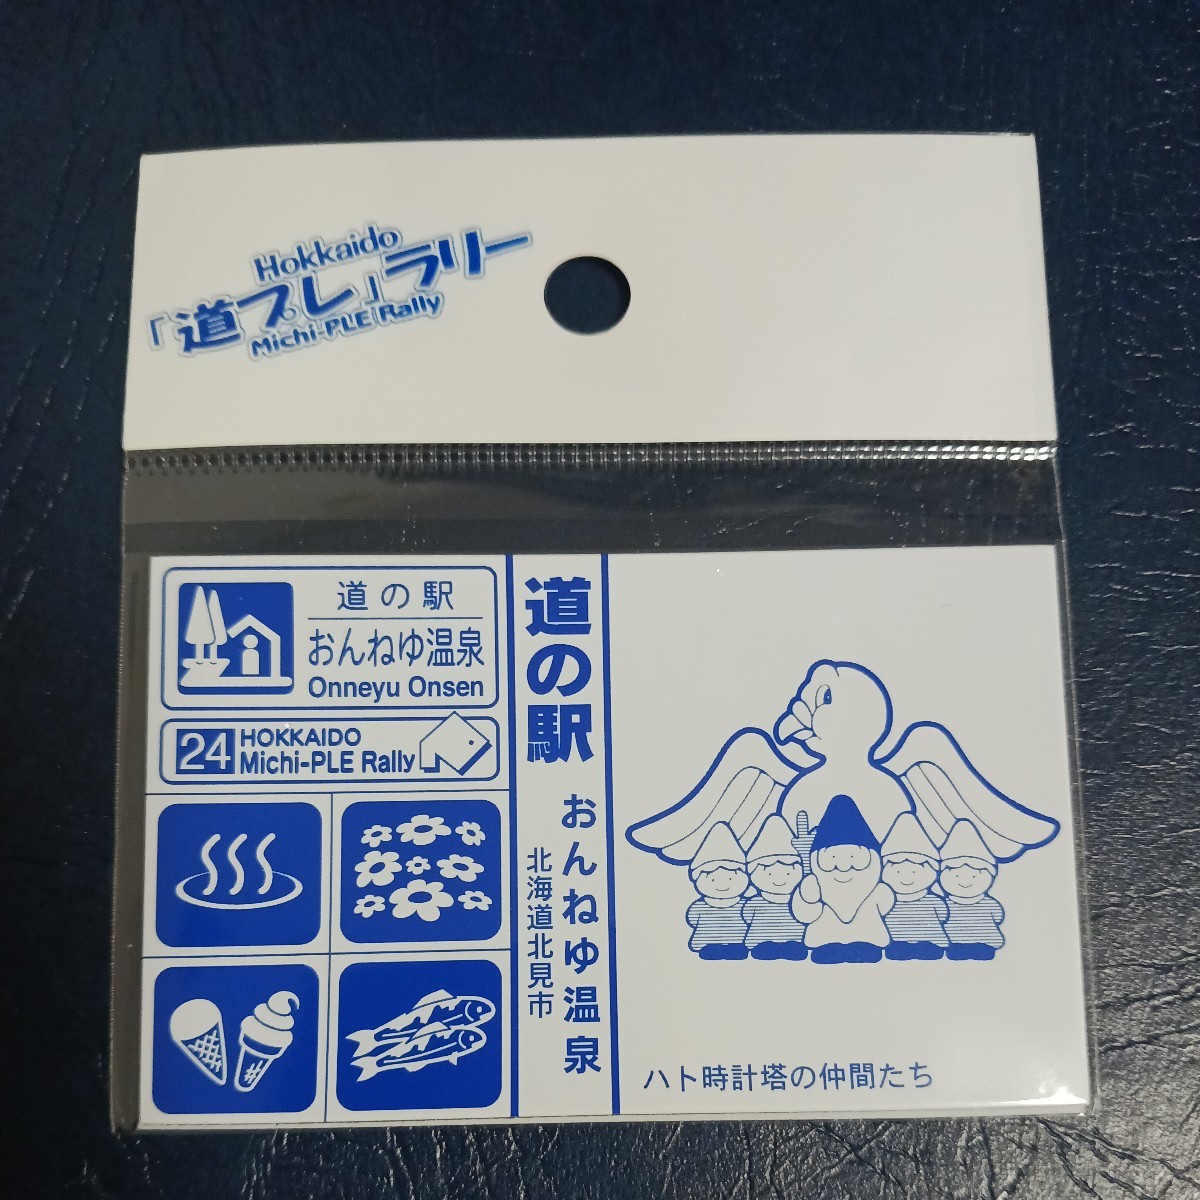 Hokkaido
「道プレ」ラリー
Michi-PLE Rally
道の駅
おんねゆ温泉
Onneyu Onsen
24
HOKKAIDO
Michi-PLE Rally
道の駅 おんねゆ温泉
北海道北見市
ハト時計塔の仲間たち